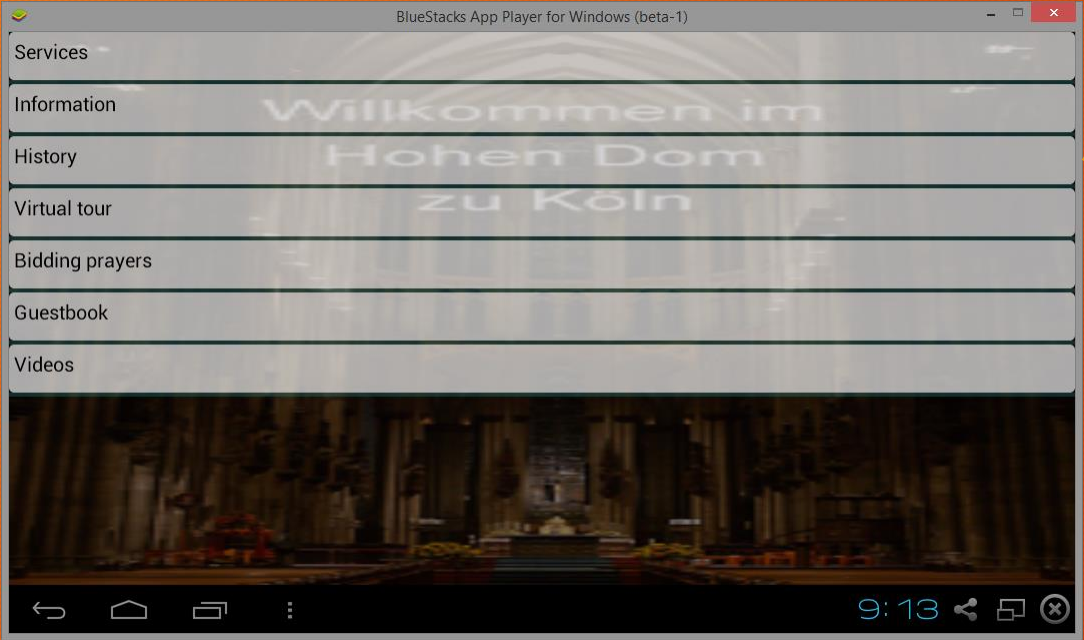 BlueStacks App Player for Windows (beta-1)
Services
Information
Willkommen im
History
Hohen Dom
Virtual tour
zu Köln
Bidding prayers
Guestbook
Videos
9:13